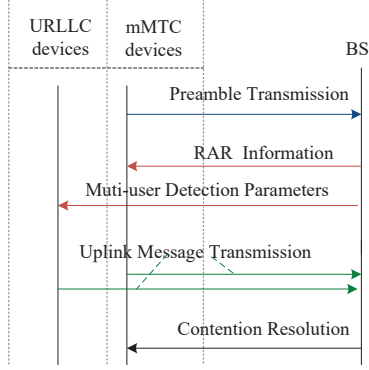 URLLC
devices
mMTC
devices
BS
Preamble Transmission
RAR Information
Muti-user Detection Parameters
Uplink Message Transmission
Contention Resolution